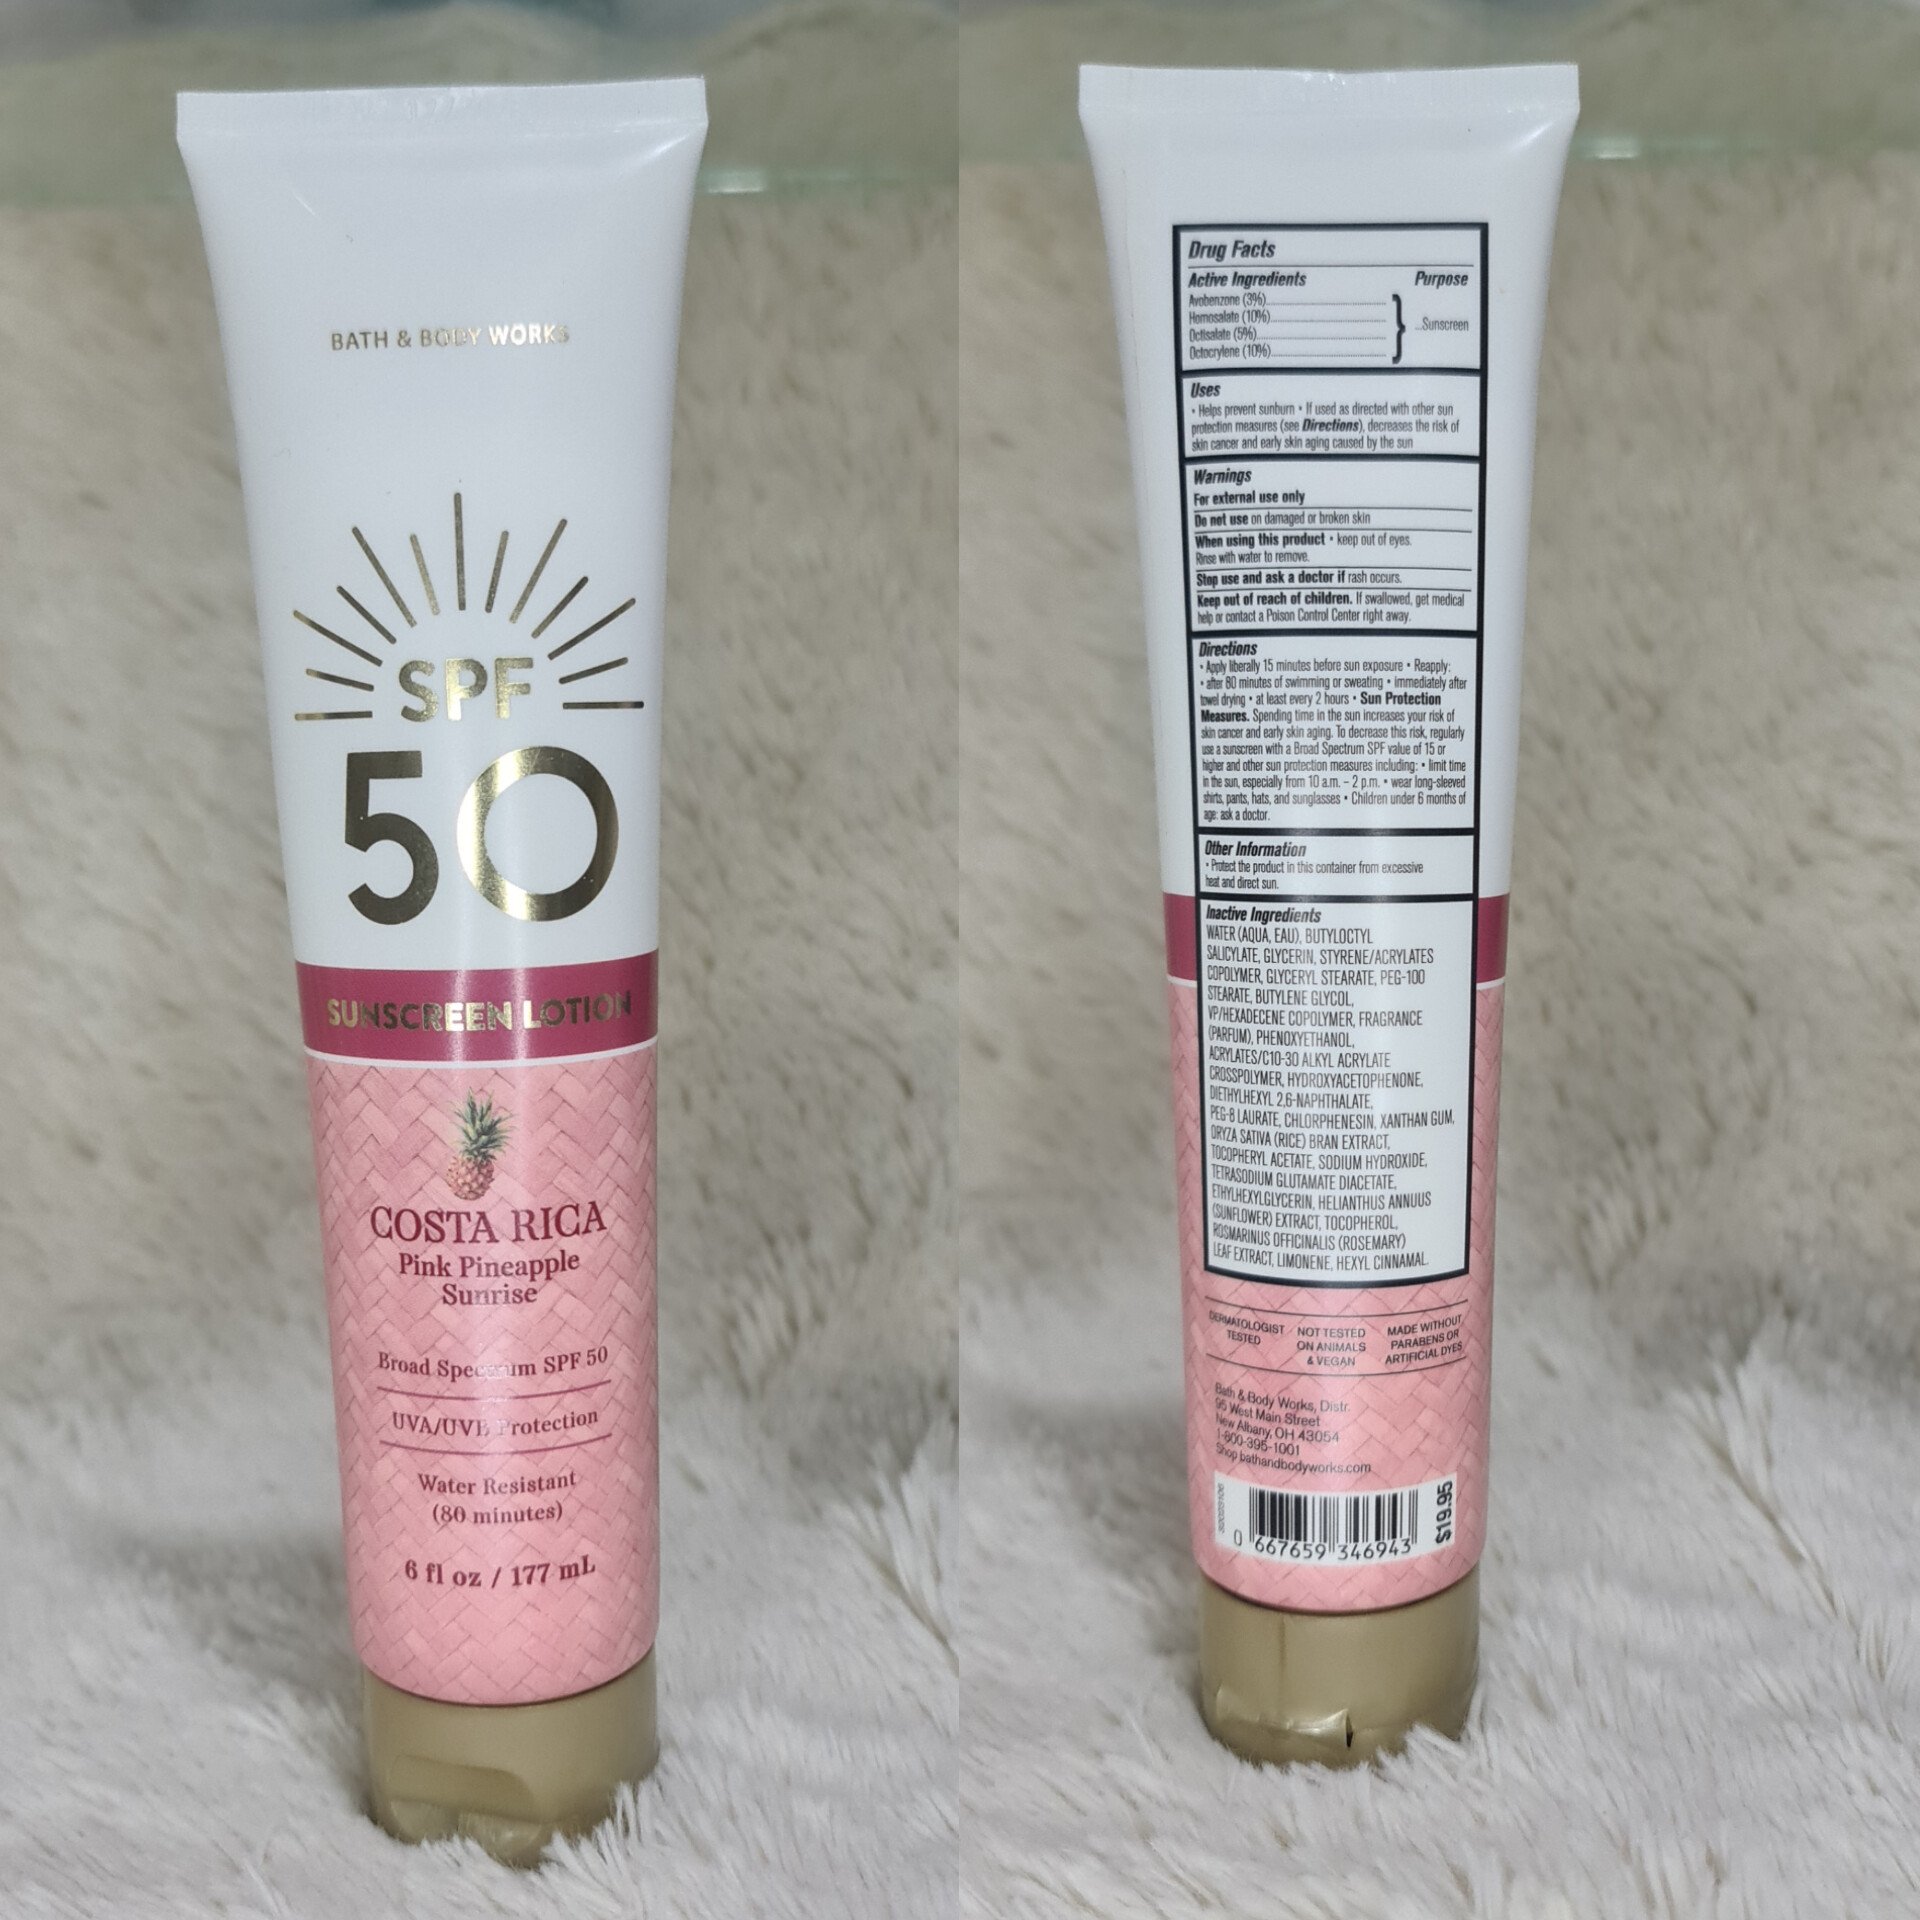 BATH & BODY WORKS
SPF
50
SUNSCREEN LOTION
COSTA RICA
Pink Pineapple
Sunrise
Broad Spectrum SPF 50
UVA/UVB Protection
Water Resistant
(80 minutes)
6 fl oz / 177 mL
Drug Facts
Active Ingredients Purpose
Avobenzone (3%)
Homosalate (10%)
Octisalate (5%)
Octocrylene (10%)
...Sunscreen
Uses
• Helps prevent sunburn • If used as directed with other sun
protection measures (see Directions), decreases the risk of
skin cancer and early skin aging caused by the sun
Warnings
For external use only
Do not use on damaged or broken skin
When using this product • keep out of eyes.
Rinse with water to remove.
Stop use and ask a doctor if rash occurs.
Keep out of reach of children. If swallowed, get medical
help or contact a Poison Control Center right away.
Directions
• Apply liberally 15 minutes before sun exposure • Reapply:
• after 80 minutes of swimming or sweating • immediately after
towel drying • at least every 2 hours • Sun Protection
Measures. Spending time in the sun increases your risk of
skin cancer and early skin aging. To decrease this risk, regularly
use a sunscreen with a Broad Spectrum SPF value of 15 or
higher and other sun protection measures including: • limit time
in the sun, especially from 10 a.m. – 2 p.m. • wear long-sleeved
shirts, pants, hats, and sunglasses • Children under 6 months of
age: ask a doctor.
Other Information
• Protect the product in this container from excessive
heat and direct sun.
Inactive Ingredients
WATER (AQUA, EAU), BUTYLOCTYL
SALICYLATE, GLYCERIN, STYRENE/ACRYLATES
COPOLYMER, GLYCERYL STEARATE, PEG-100
STEARATE, BUTYLENE GLYCOL,
VP/HEXADECENE COPOLYMER, FRAGRANCE
(PARFUM), PHENOXYETHANOL,
ACRYLATES/C10-30 ALKYL ACRYLATE
CROSSPOLYMER, HYDROXYACETOPHENONE,
DIETHYLHEXYL 2,6-NAPHTHALATE,
PEG-8 LAURATE, CHLORPHENESIN, XANTHAN GUM,
ORYZA SATIVA (RICE) BRAN EXTRACT,
TOCOPHERYL ACETATE, SODIUM HYDROXIDE,
TETRASODIUM GLUTAMATE DIACETATE,
ETHYLHEXYLGLYCERIN, HELIANTHUS ANNUUS
(SUNFLOWER) EXTRACT, TOCOPHEROL,
ROSMARINUS OFFICINALIS (ROSEMARY)
LEAF EXTRACT, LIMONENE, HEXYL CINNAMAL.
DERMATOLOGIST
TESTED
NOT TESTED
ON ANIMALS
& VEGAN
MADE WITHOUT
PARABENS OR
ARTIFICIAL DYES
Bath & Body Works, Distr.
95 West Main Street
New Albany, OH 43054
1-800-395-1001
Shop bathandbodyworks.com
0 667659 346943
$19.95